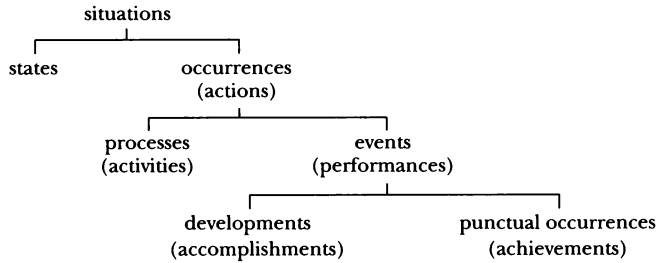 situations
states occurrences
(actions)
processes events
(activities) (performances)
developments punctual occurrences
(accomplishments) (achievements)